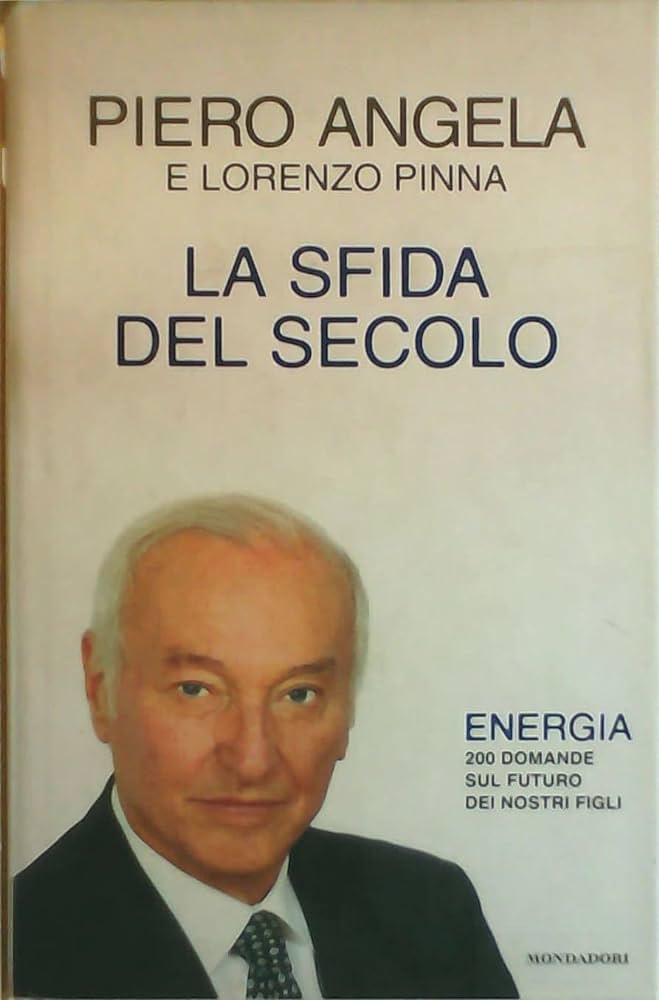 PIERO ANGELA
E LORENZO PINNA
LA SFIDA
DEL SECOLO
ENERGIA
200 DOMANDE
SUL FUTURO
DEI NOSTRI FIGLI
MONDADORI